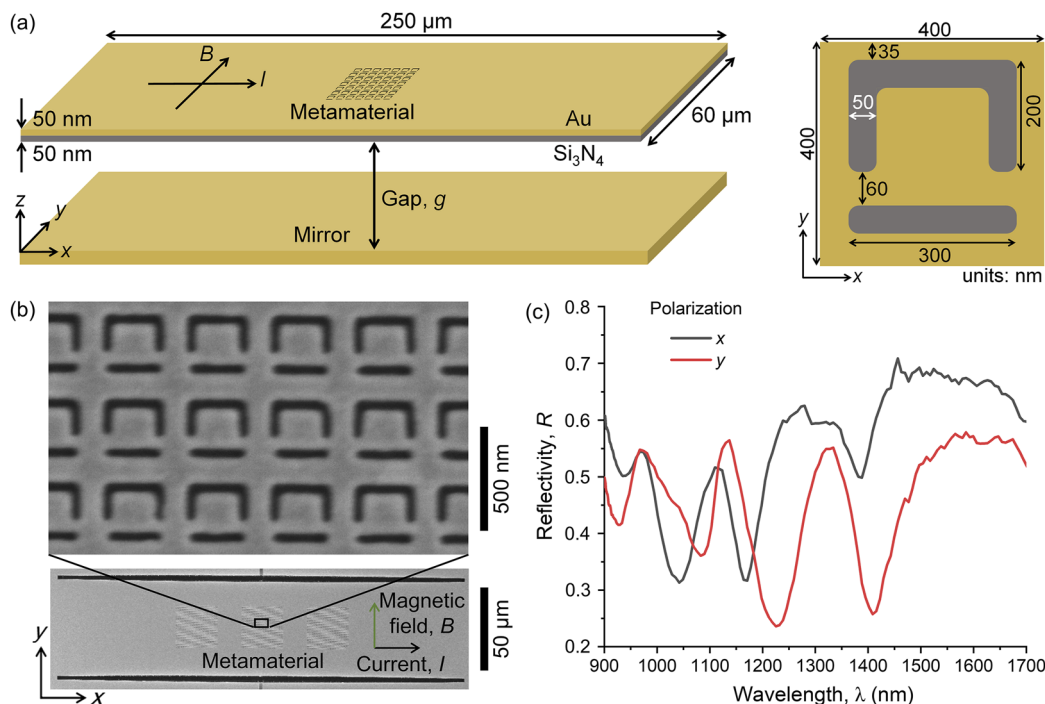 (a)
250 µm
B
I
Metamaterial
50 nm
Au
60 µm
50 nm
Si₃N₄
Gap, g
z
y
x
Mirror
400
35
50
200
400
60
y
300
x
units: nm
(b)
500 nm
Magnetic
field, B
Current, I
Metamaterial
50 µm
y
x
(c)
0.8
0.7
0.6
0.5
0.4
0.3
0.2
Reflectivity, R
Polarization
x
y
900 1000 1100 1200 1300 1400 1500 1600 1700
Wavelength, λ (nm)